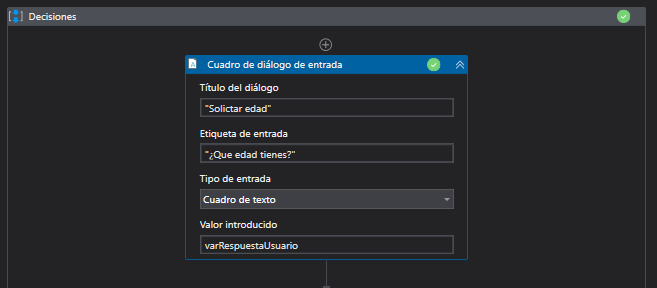 Decisiones
Cuadro de diálogo de entrada
Título del diálogo
"Solictar edad"
Etiqueta de entrada
"¿Que edad tienes?"
Tipo de entrada
Cuadro de texto
Valor introducido
varRespuestaUsuario